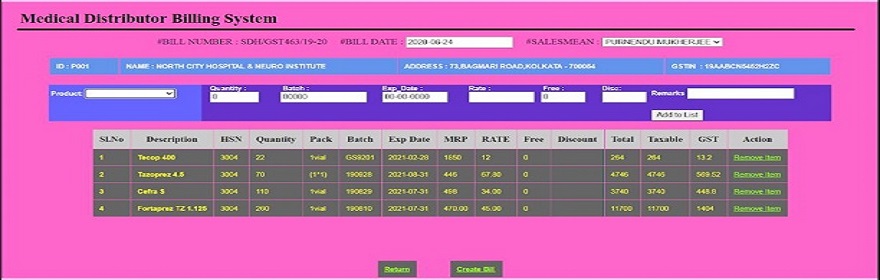 Medical Distributor Billing System
#BILL NUMBER : SDH/GST463/19-20 #BILL DATE : 2020-06-24 #SALESMEAN : PURNENDU MUKHERJEE
ID : P001 NAME : NORTH CITY HOSPITAL & NEURO INSTITUTE ADDRESS : 73,BAGMARI ROAD,KOLKATA - 700054 GSTIN :
Product: Quantity : Batch : Exp_Date : Rate : Free : Disc: Remarks
0 00000 00-00-0000 0
Add to List
SLNo Description HSN Quantity Pack Batch Exp Date MRP RATE Free Discount Total Taxable GST Action
1 Tecop 400 3004 22 1vial GS9201 2021-02-28 1650 12 0 264 264 13.2 Remove Item
2 Tazoprez 4.5 3004 70 (1*1) 190828 2021-08-31 445 67.80 0 4746 4746 569.52 Remove Item
3 Cefra S 3004 110 1vial 190829 2021-07-31 498 34.00 0 3740 3740 448.8 Remove Item
4 Fortaprez TZ 1.125 3004 260 1vial 190810 2021-07-31 470.00 45.00 0 11700 11700 1404 Remove Item
Return Create Bill